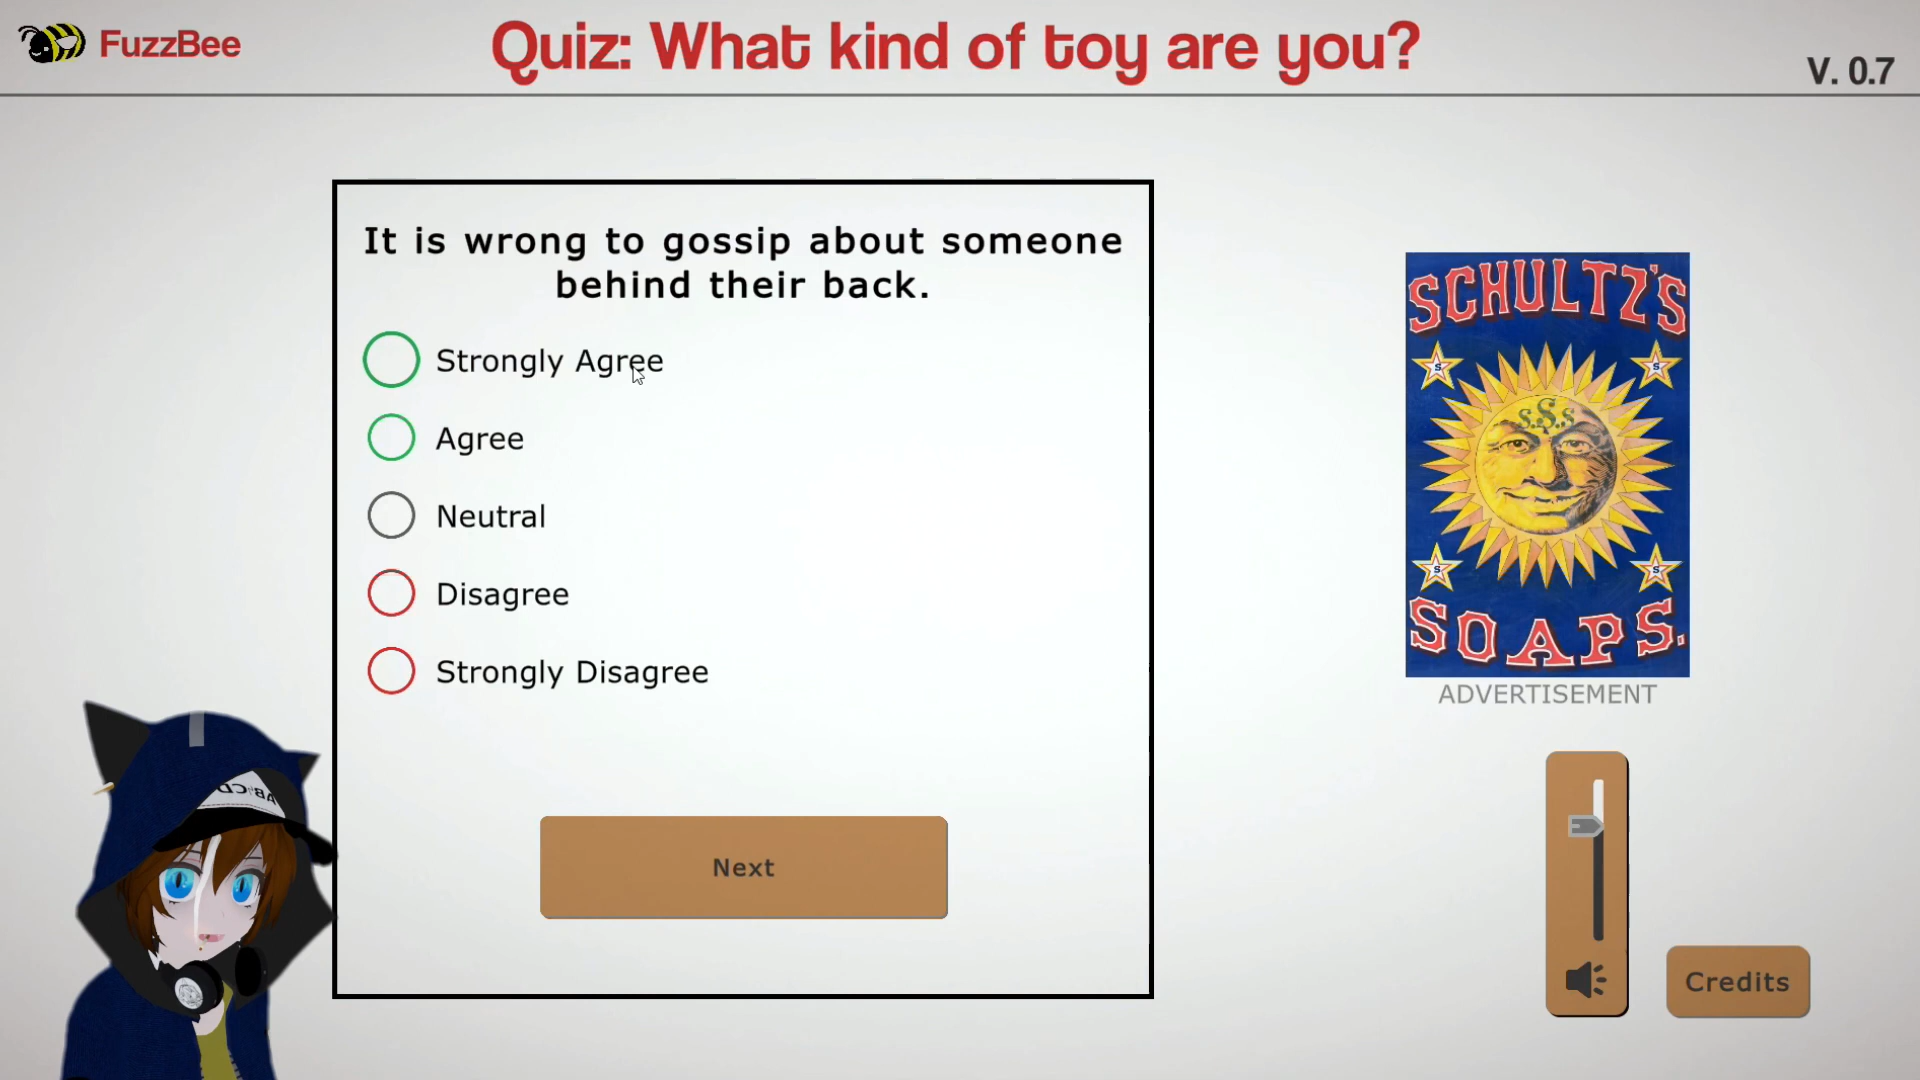 FuzzBee
Quiz: What kind of toy are you?
V. 0.7
It is wrong to gossip about someone
behind their back.
Strongly Agree
Agree
Neutral
Disagree
Strongly Disagree
Next
SCHULTZ'S
S S
S.S.S
S S
SOAPS.
ADVERTISEMENT
Credits